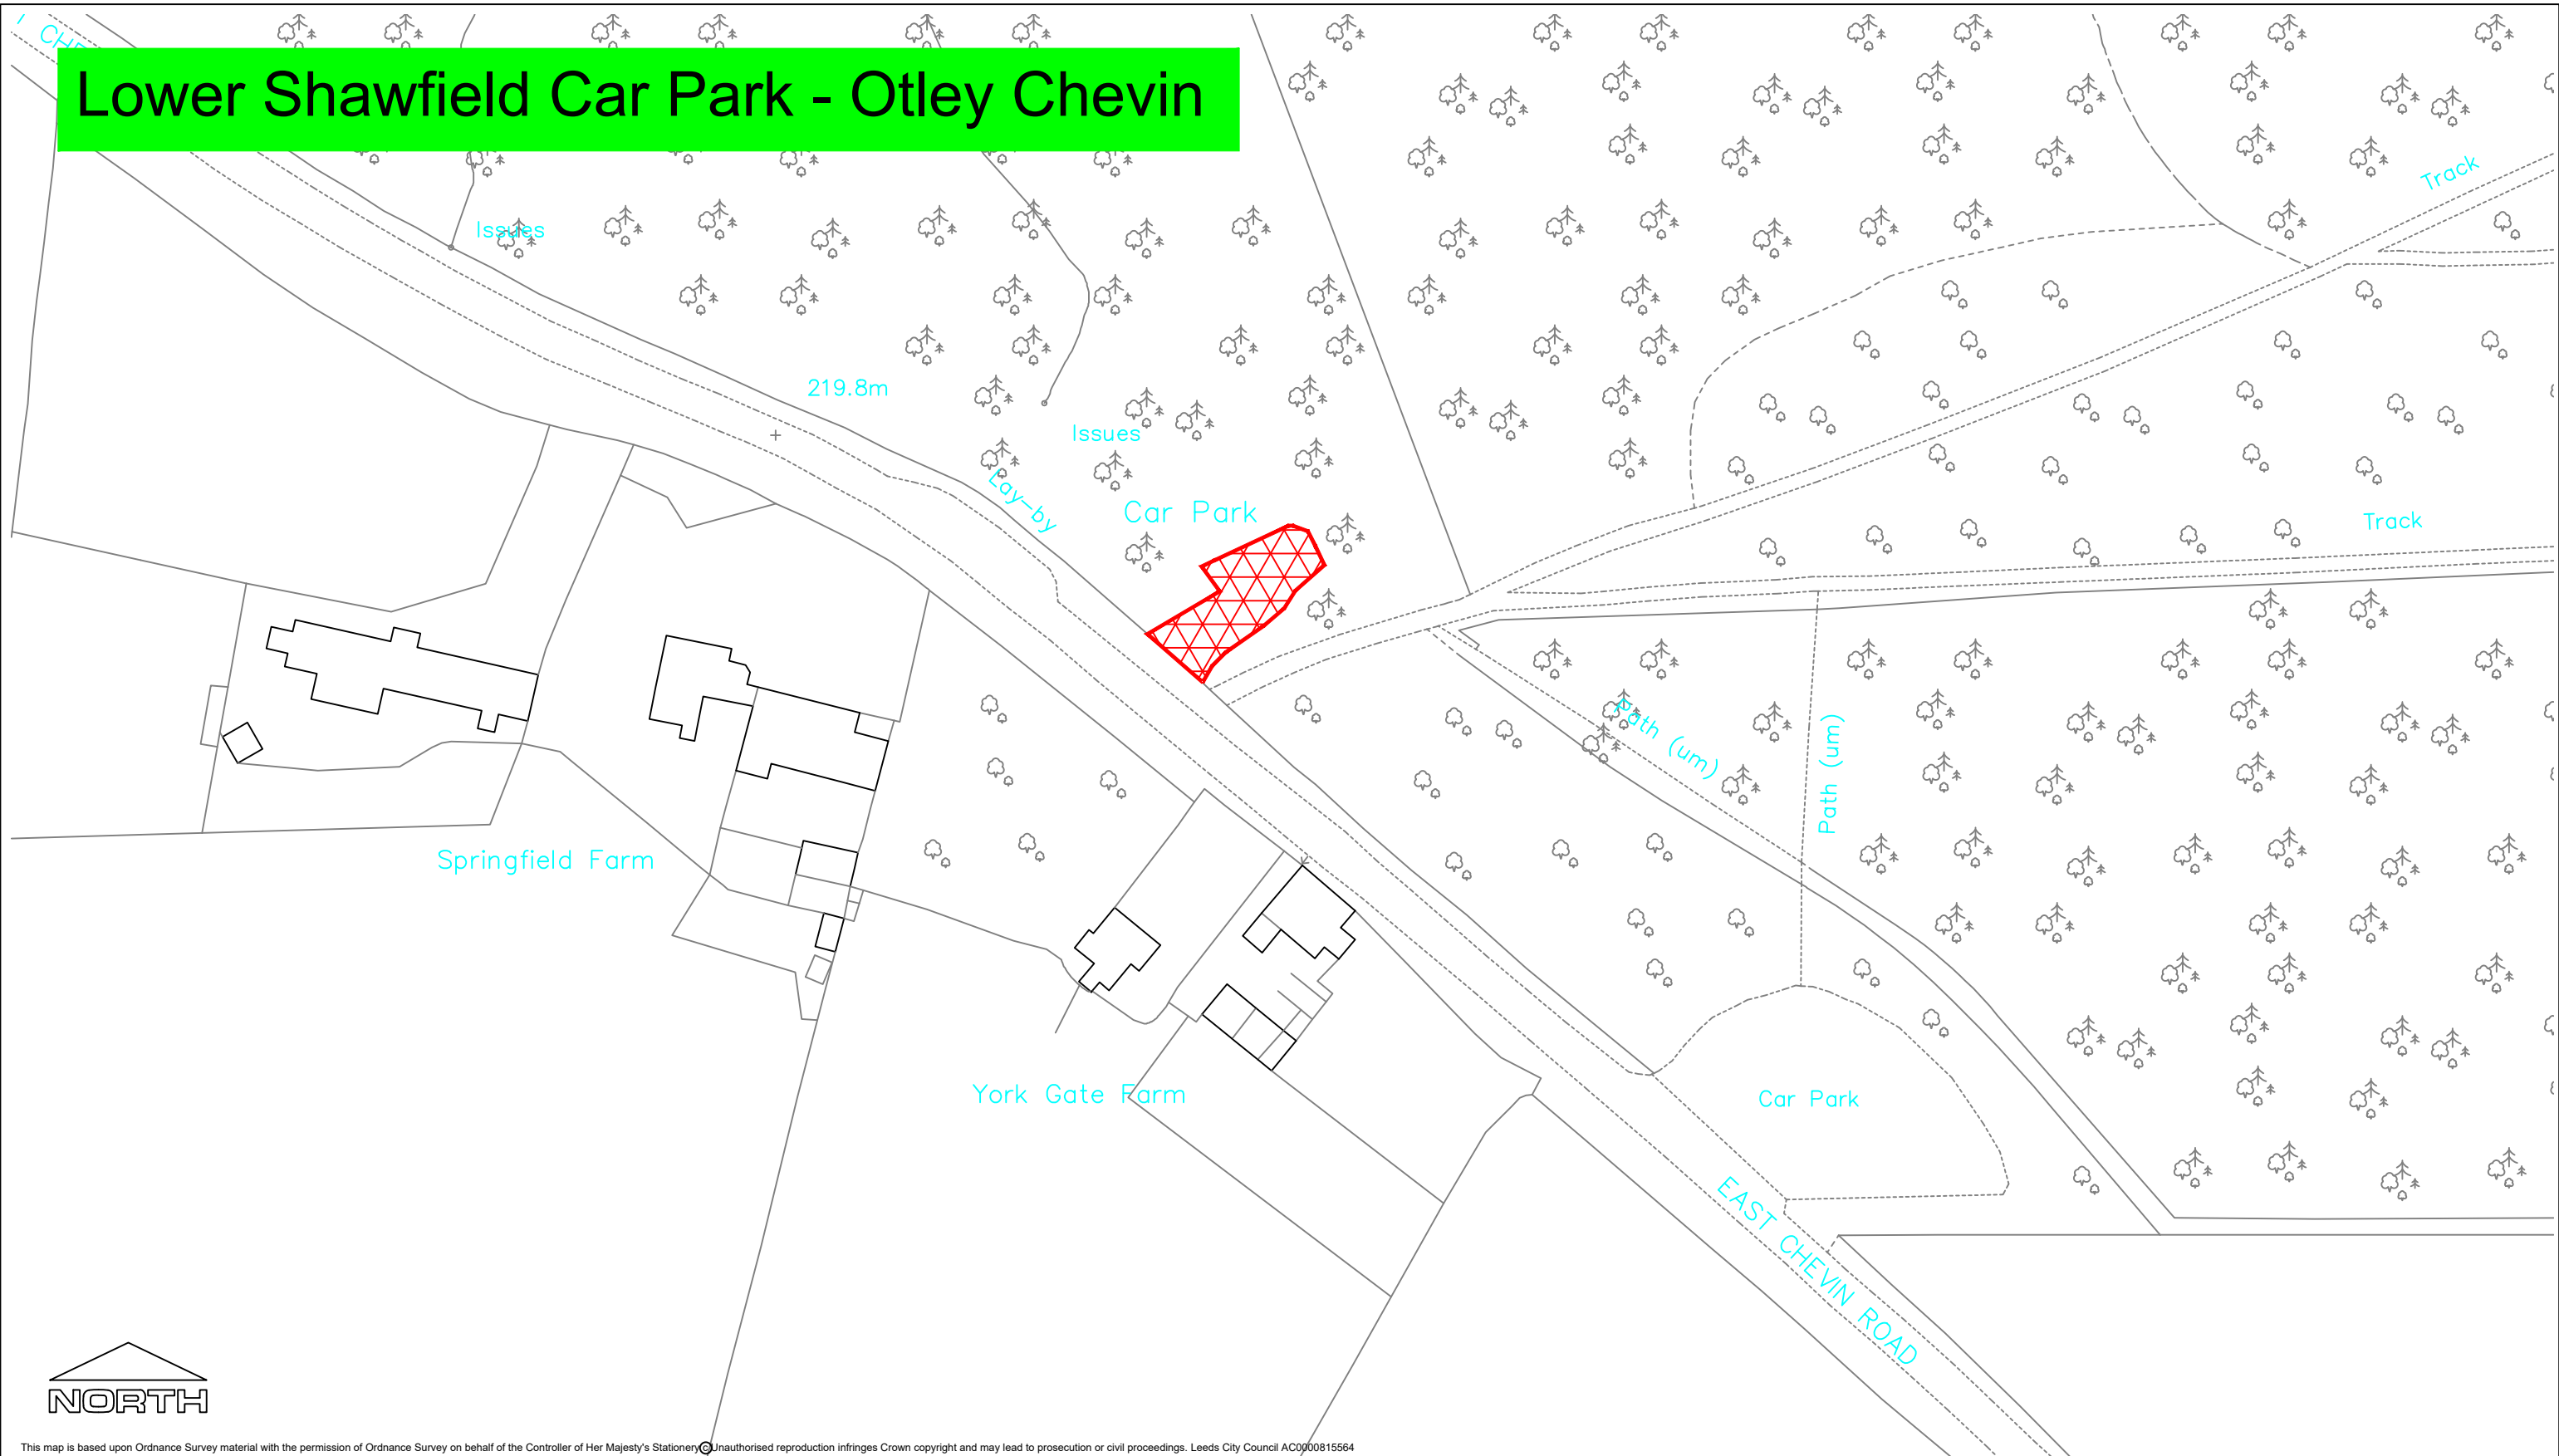 CHE
Lower Shawfield Car Park - Otley Chevin
Track
Issues
219.8m
Issues
Lay-by
Car Park
Track
Path (um)
Path (um)
Springfield Farm
York Gate Farm
Car Park
EAST CHEVIN ROAD
NORTH
This map is based upon Ordnance Survey material with the permission of Ordnance Survey on behalf of the Controller of Her Majesty's Stationery © Unauthorised reproduction infringes Crown copyright and may lead to prosecution or civil proceedings. Leeds City Council AC0000815564